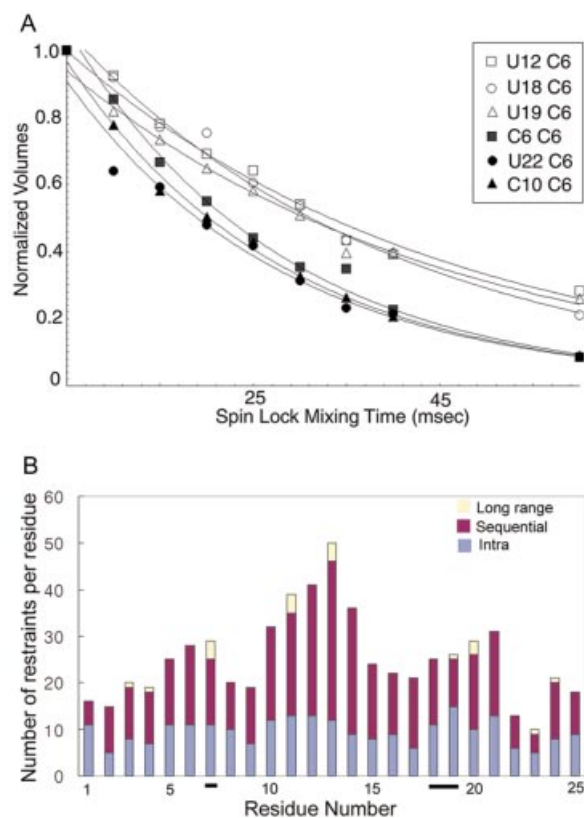 A
1.0
0.8
0.6
0.4
0.2
0
Normalized Volumes
U12 C6
U18 C6
U19 C6
C6 C6
U22 C6
C10 C6
25
45
Spin Lock Mixing Time (msec)
B
60
50
40
30
20
10
0
Number of restraints per residue
Long range
Sequential
Intra
1
5
10
15
20
25
Residue Number